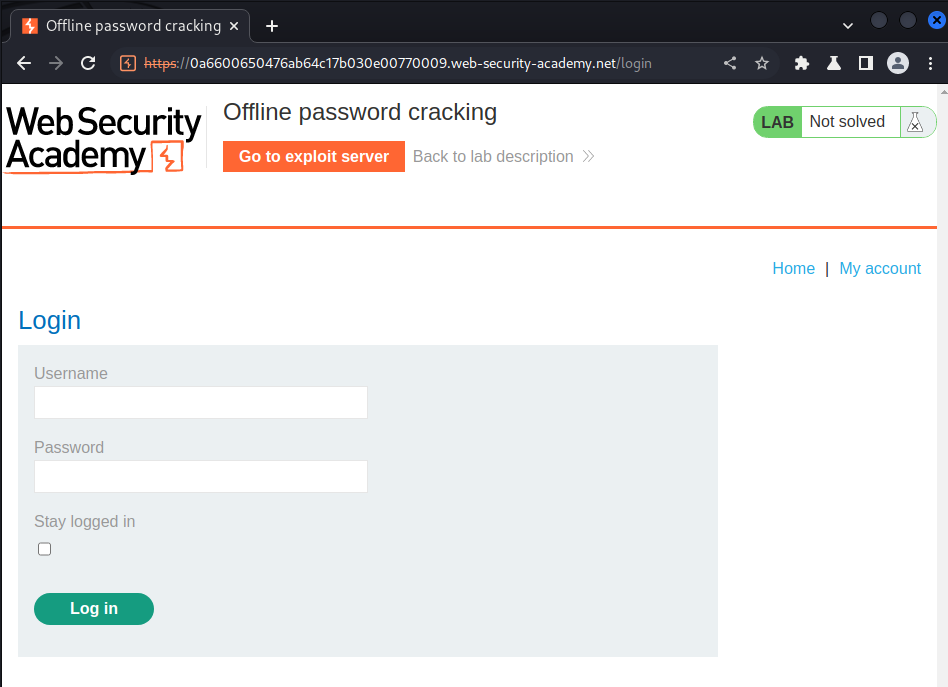 Offline password cracking
https://0a6600650476ab64c17b030e00770009.web-security-academy.net/login
Web Security
Academy
Offline password cracking
LAB Not solved
Go to exploit server Back to lab description
Home | My account
Login
Username
Password
Stay logged in
Log in